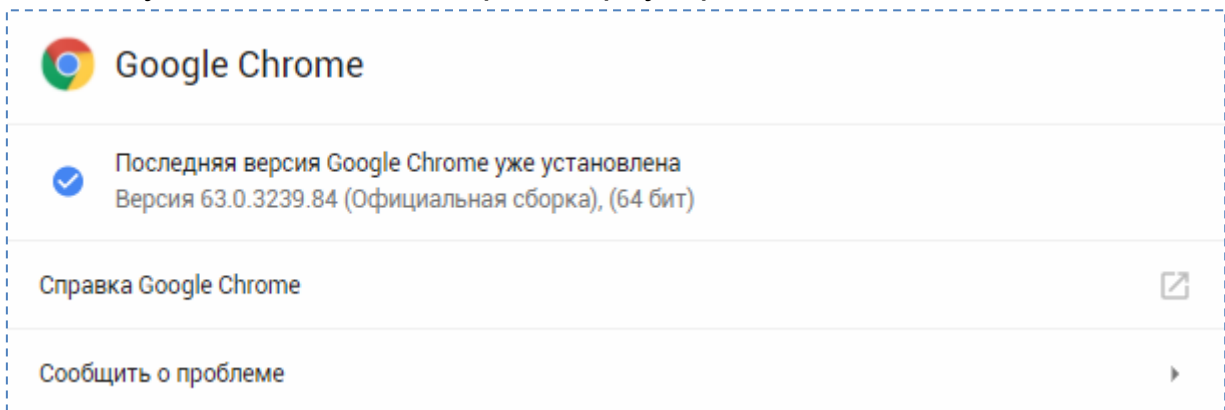 Google Chrome
Последняя версия Google Chrome уже установлена
Версия 63.0.3239.84 (Официальная сборка), (64 бит)
Справка Google Chrome
Сообщить о проблеме